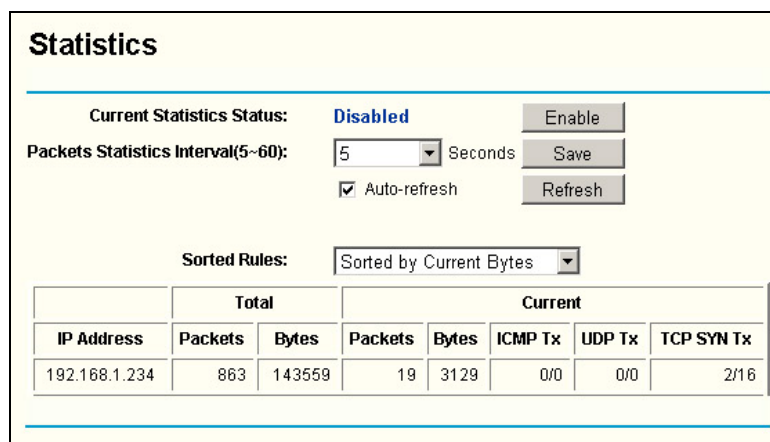 Statistics
Current Statistics Status: Disabled Enable
Packets Statistics Interval(5~60): 5 Seconds Save
Auto-refresh Refresh
Sorted Rules: Sorted by Current Bytes
Total Current
IP Address Packets Bytes Packets Bytes ICMP Tx UDP Tx TCP SYN Tx
192.168.1.234 863 143559 19 3129 0/0 0/0 2/16